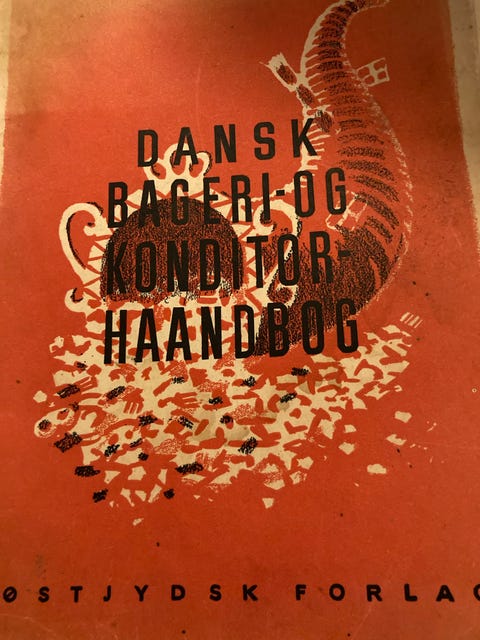 DANSK
BAGERI-OG
KONDITOR-
HAANDBOG
ØSTJYDSK FORLAG